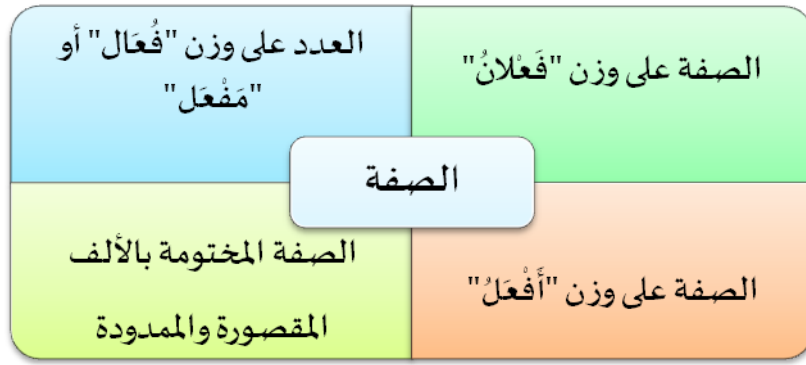 الصفة على وزن "فَعْلانُ"
العدد على وزن "فُعَال" أو
"مَفْعَل"
الصفة
الصفة على وزن "أَفْعَلُ"
الصفة المختومة بالألف
المقصورة والممدودة